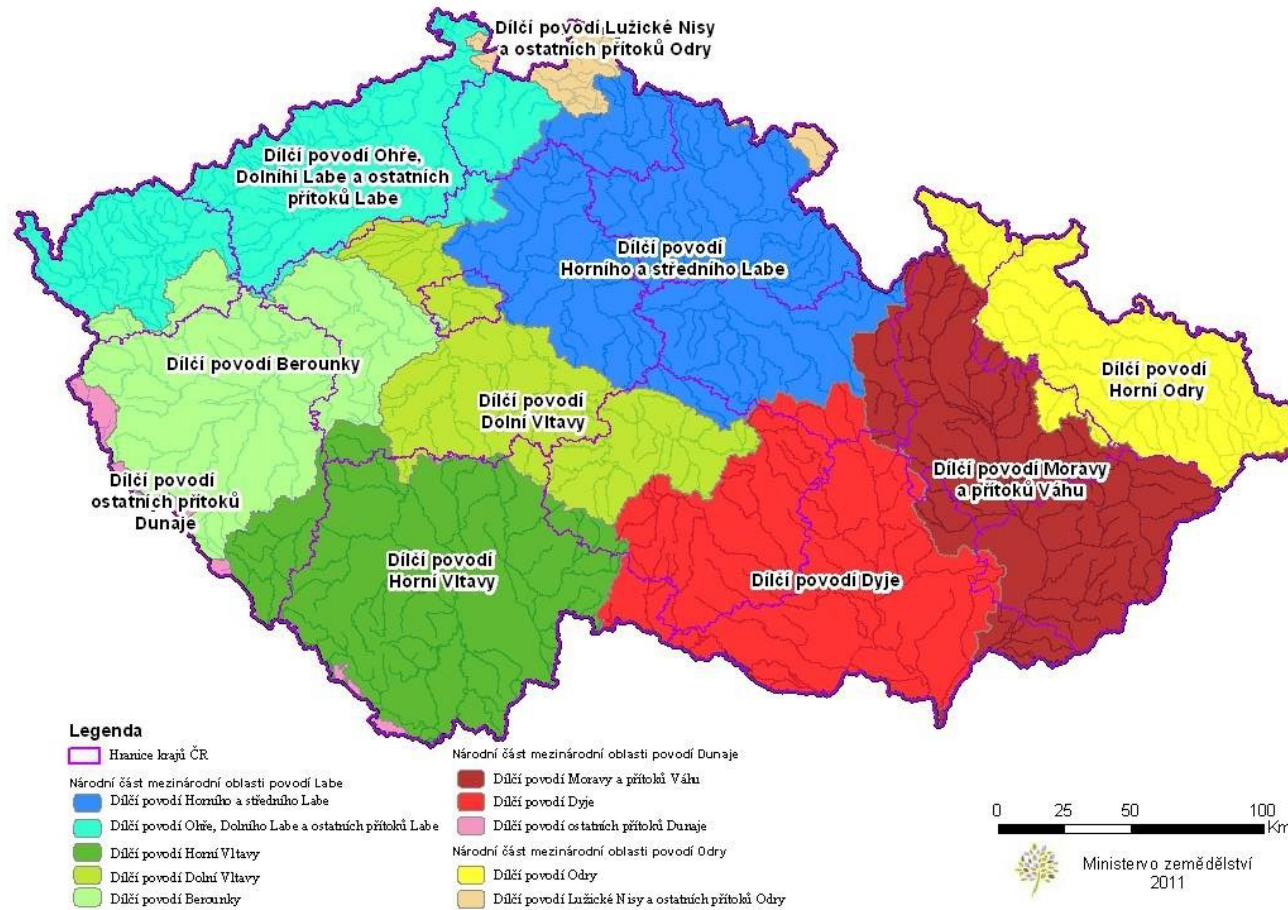 Dílčí povodí Lužické Nisy
a ostatních přítoků Odry
Dílčí povodí Ohře,
Dolníhi Labe a ostatních
přítoků Labe
Dílčí povodí
Horního a středního Labe
Dílčí povodí Berounky
Dílčí povodí
Horní Odry
Dílčí povodí
Dolní Vltavy
Dílčí povodí
ostatních přítoků
Dunaje
Dílčí povodí Moravy
a přítoků Váhu
Dílčí povodí
Horní Vltavy
Dílčí povodí Dyje
Legenda
Hranice krajů ČR
Národní část mezinárodní oblasti povodí Labe
Dílčí povodí Horního a středního Labe
Dílčí povodí Ohře, Dolního Labe a ostatních přítoků Labe
Dílčí povodí Horní Vltavy
Dílčí povodí Dolní Vltavy
Dílčí povodí Berounky
Národní část mezinárodní oblasti povodí Dunaje
Dílčí povodí Moravy a přítoků Váhu
Dílčí povodí Dyje
Dílčí povodí ostatních přítoků Dunaje
Národní část mezinárodní oblasti povodí Odry
Dílčí povodí Odry
Dílčí povodí Lužické Nisy a ostatních přítoků Odry
0 25 50 100
Km
Ministervo zemědělství
2011